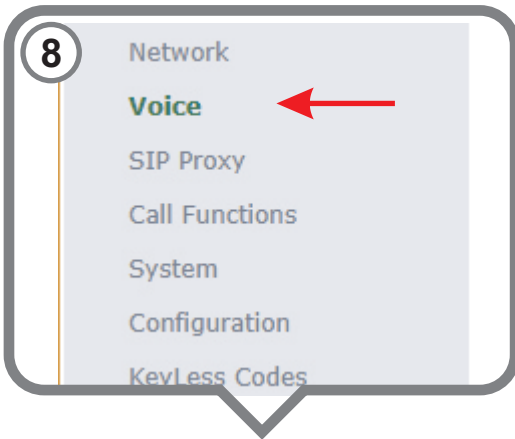 8
Network
Voice
SIP Proxy
Call Functions
System
Configuration
KeyLess Codes